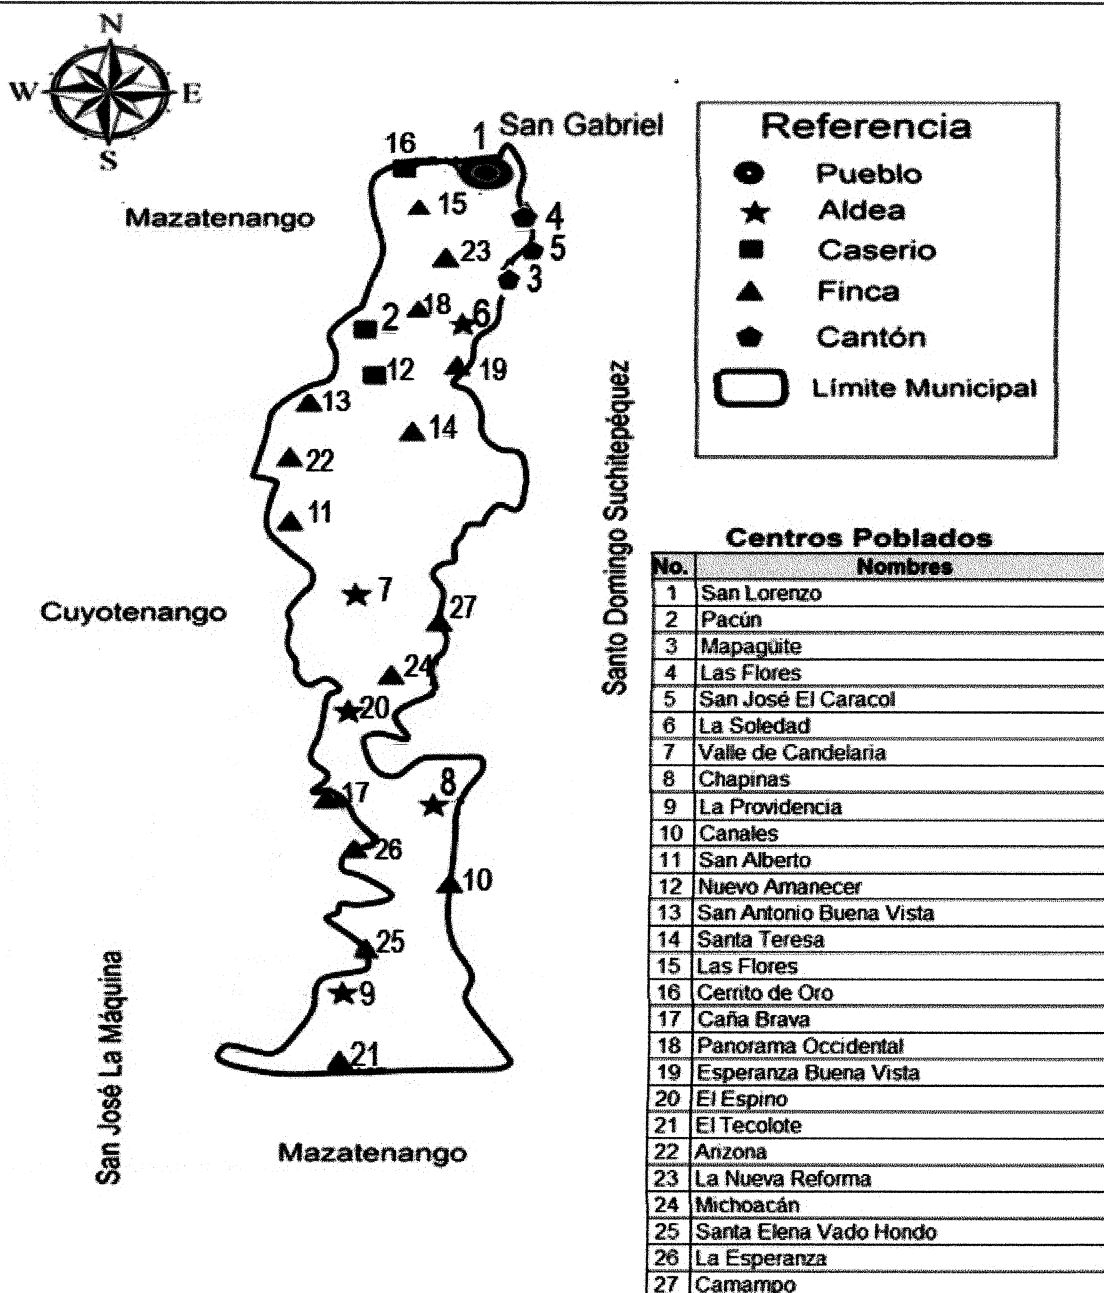 N
W E
S
San Gabriel
1
16
15
Mazatenango
4
5
23
3
18
6
2
19
12
13
14
22
11
7
27
Cuyotenango
24
20
Santo Domingo Suchitepéquez
17
8
26
10
25
9
21
San José La Máquina
Mazatenango
Referencia
Pueblo
Aldea
Caserio
Finca
Cantón
Límite Municipal
Centros Poblados
No. Nombres
1 San Lorenzo
2 Pacún
3 Mapagüite
4 Las Flores
5 San José El Caracol
6 La Soledad
7 Valle de Candelaria
8 Chapinas
9 La Providencia
10 Canales
11 San Alberto
12 Nuevo Amanecer
13 San Antonio Buena Vista
14 Santa Teresa
15 Las Flores
16 Cerrito de Oro
17 Caña Brava
18 Panorama Occidental
19 Esperanza Buena Vista
20 El Espino
21 El Tecolote
22 Arizona
23 La Nueva Reforma
24 Michoacán
25 Santa Elena Vado Hondo
26 La Esperanza
27 Camampo